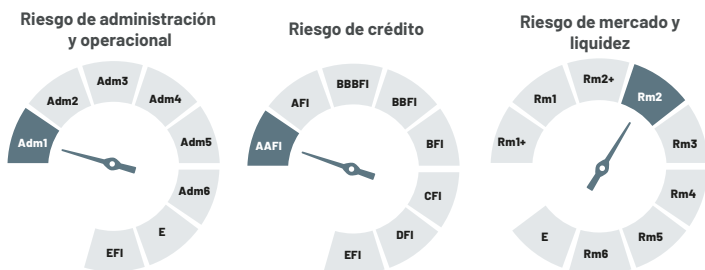 Riesgo de administración
y operacional
Adm1
Adm2
Adm3
Adm4
Adm5
Adm6
E
EFI
Riesgo de crédito
AAFI
AFI
BBBFI
BBFI
BFI
CFI
DFI
EFI
Riesgo de mercado y
liquidez
Rm1+
Rm1
Rm2+
Rm2
Rm3
Rm4
Rm5
Rm6
E